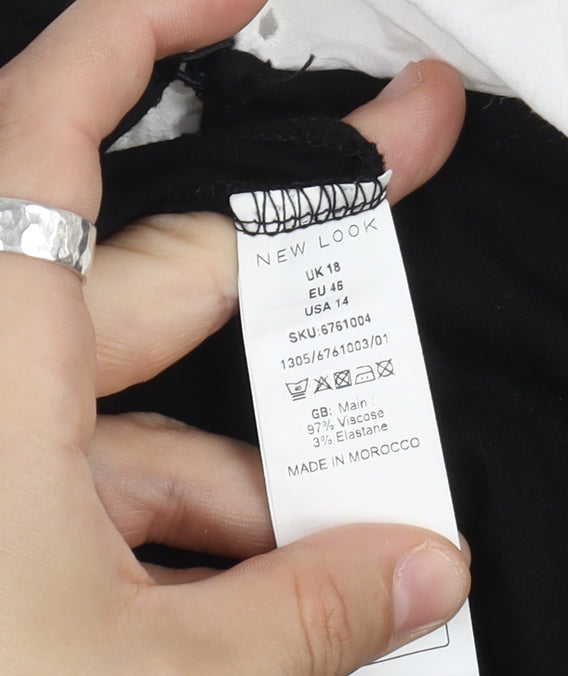 NEW LOOK
UK 18
EU 46
USA 14
SKU:6761004
1305/6761003/01
40
GB: Main :
97% Viscose
3% Elastane
MADE IN MOROCCO